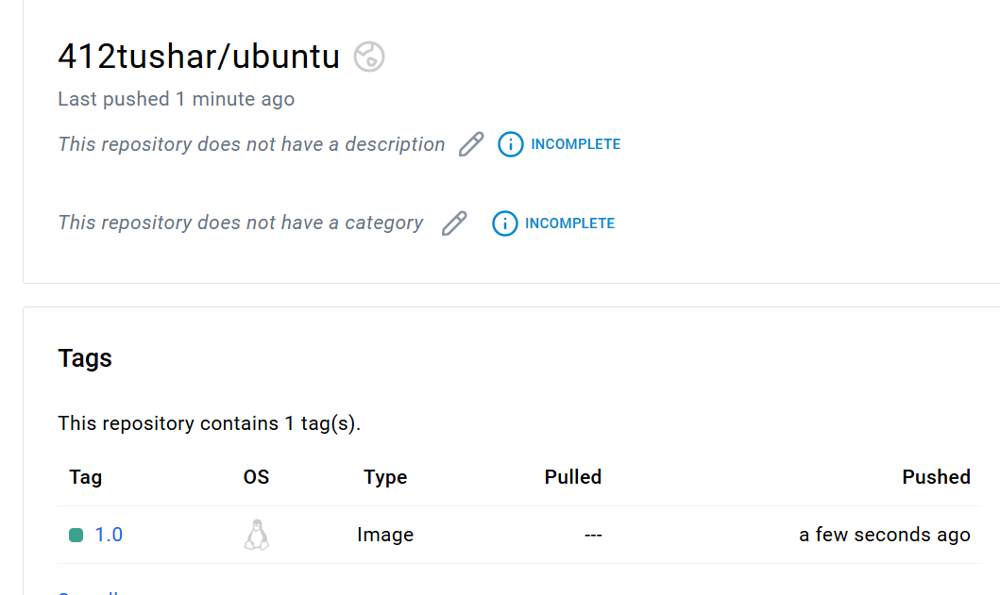 412tushar/ubuntu
Last pushed 1 minute ago
This repository does not have a description INCOMPLETE
This repository does not have a category INCOMPLETE
Tags
This repository contains 1 tag(s).
Tag OS Type Pulled Pushed
1.0 Image --- a few seconds ago